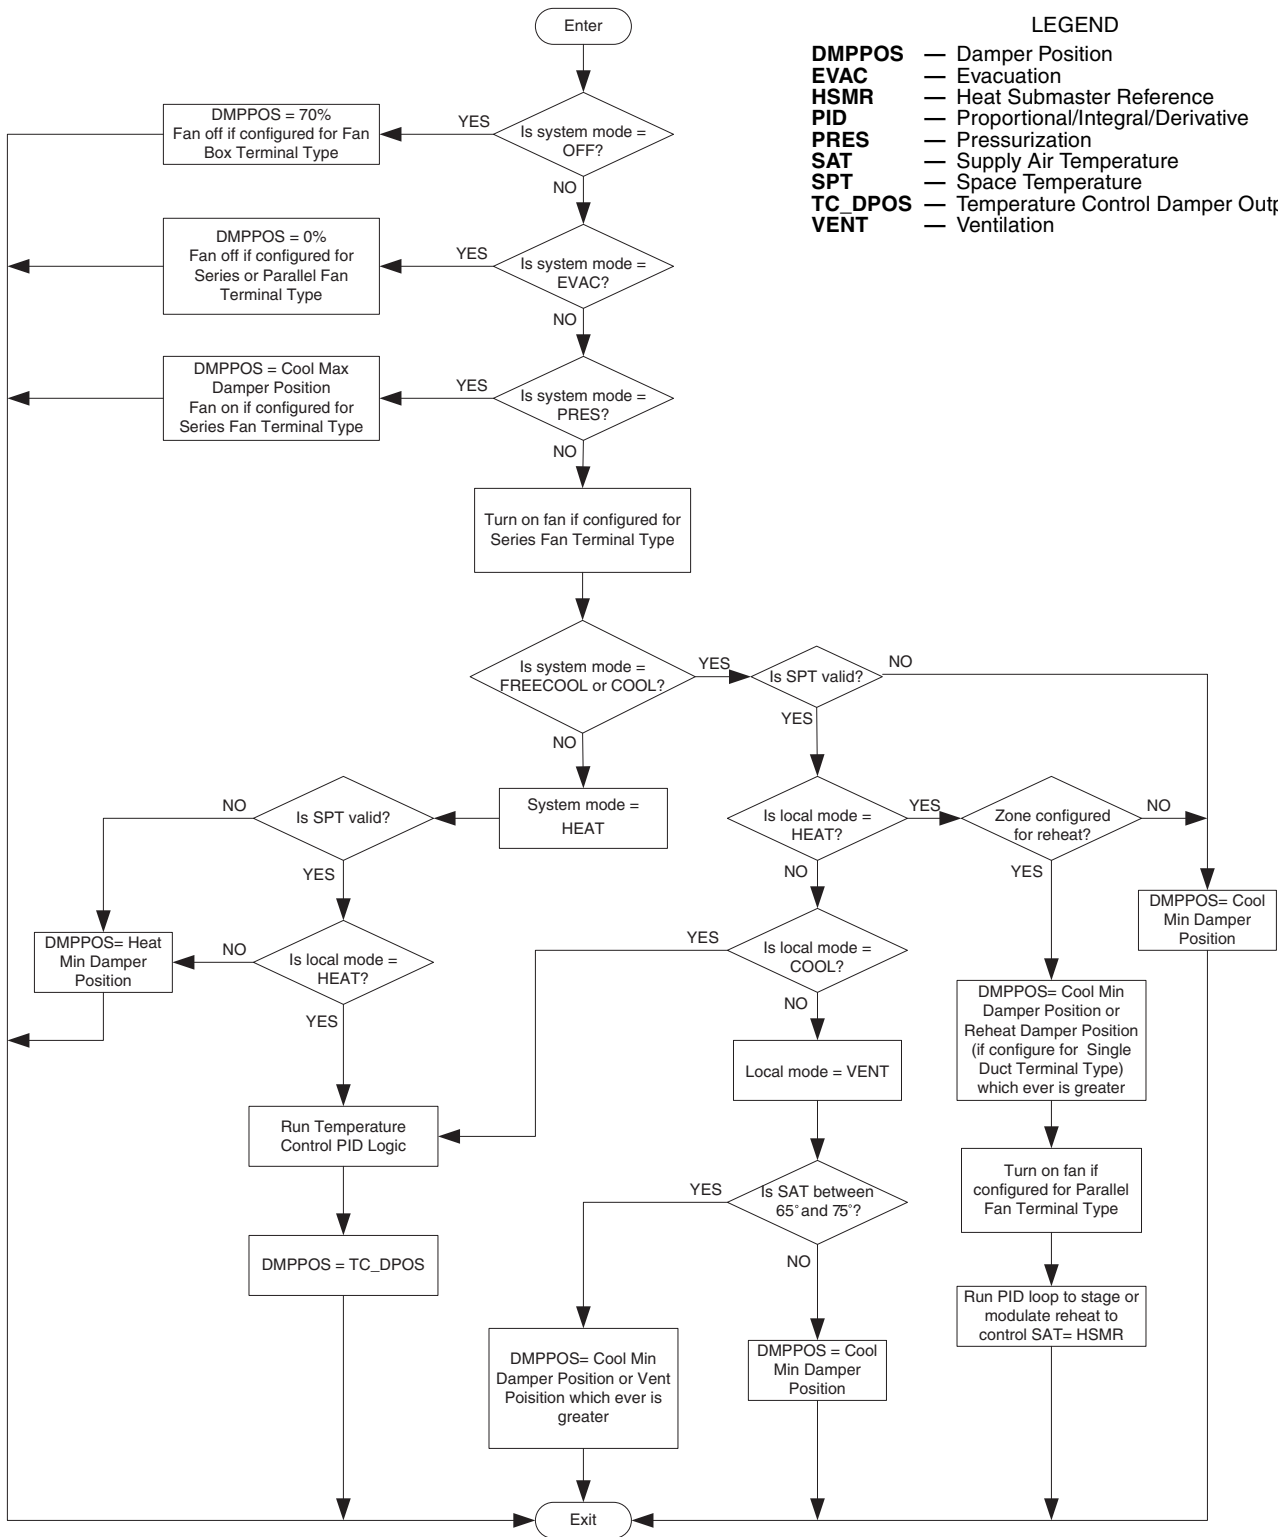 Enter
LEGEND
DMPPOS — Damper Position
EVAC — Evacuation
HSMR — Heat Submaster Reference
PID — Proportional/Integral/Derivative
PRES — Pressurization
SAT — Supply Air Temperature
SPT — Space Temperature
TC_DPOS — Temperature Control Damper Outp
VENT — Ventilation
DMPPOS = 70%
Fan off if configured for Fan
Box Terminal Type
YES
Is system mode =
OFF?
NO
DMPPOS = 0%
Fan off if configured for
Series or Parallel Fan
Terminal Type
YES
Is system mode =
EVAC?
NO
DMPPOS = Cool Max
Damper Position
Fan on if configured for
Series Fan Terminal Type
YES
Is system mode =
PRES?
NO
Turn on fan if configured for
Series Fan Terminal Type
Is system mode =
FREECOOL or COOL?
YES
Is SPT valid?
NO
YES
NO
System mode =
HEAT
Is SPT valid?
NO
YES
Is local mode =
HEAT?
YES
Zone configured
for reheat?
NO
NO
YES
DMPPOS= Cool
Min Damper
Position
DMPPOS= Heat
Min Damper
Position
NO
Is local mode =
HEAT?
YES
YES
Is local mode =
COOL?
NO
DMPPOS= Cool Min
Damper Position or
Reheat Damper Position
(if configure for Single
Duct Terminal Type)
which ever is greater
Local mode = VENT
Run Temperature
Control PID Logic
Turn on fan if
configured for Parallel
Fan Terminal Type
YES
Is SAT between
65° and 75°?
NO
DMPPOS = TC_DPOS
Run PID loop to stage or
modulate reheat to
control SAT= HSMR
DMPPOS= Cool Min
Damper Position or Vent
Poisition which ever is
greater
DMPPOS = Cool
Min Damper
Position
Exit